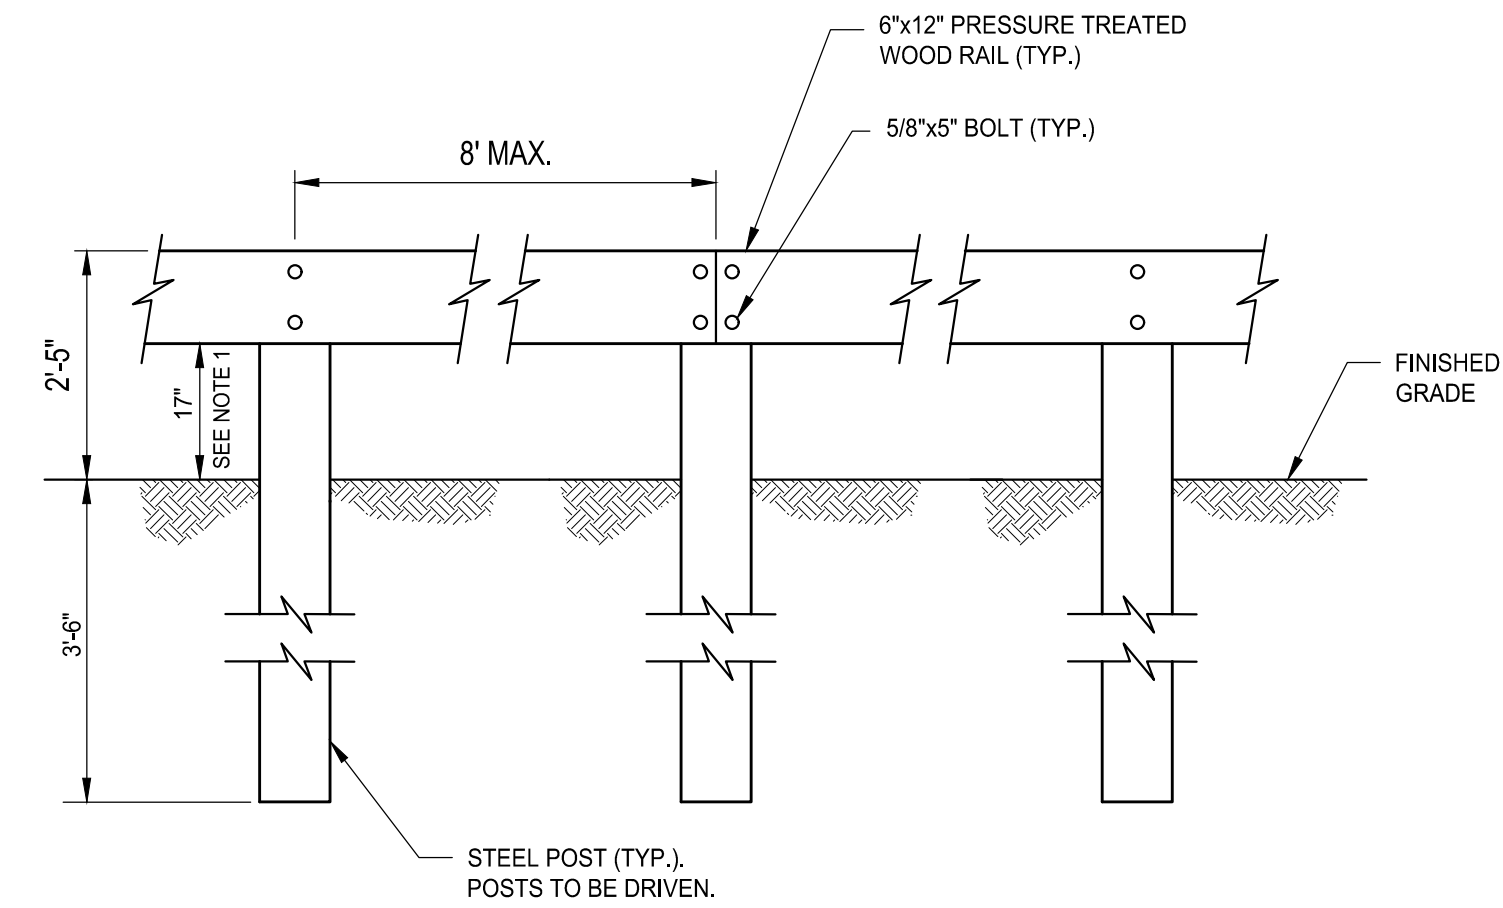 6"x12" PRESSURE TREATED
WOOD RAIL (TYP.)
5/8"x5" BOLT (TYP.)
8' MAX.
2'-5"
17"
SEE NOTE 1
FINISHED
GRADE
3'-6"
STEEL POST (TYP.).
POSTS TO BE DRIVEN.